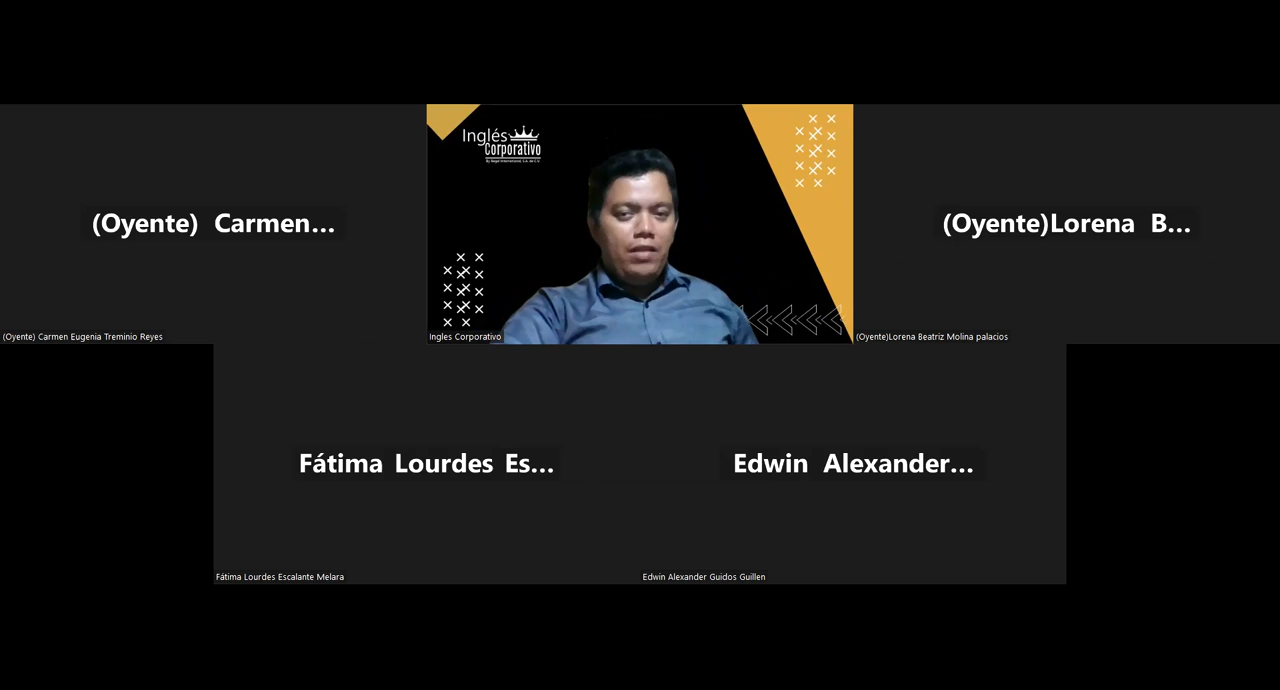 (Oyente) Carmen...
(Oyente) Carmen Eugenia Treminio Reyes
Inglés
Corporativo
Ingles Corporativo
(Oyente)Lorena B...
(Oyente)Lorena Beatriz Molina palacios
Fátima Lourdes Es...
Fátima Lourdes Escalante Melara
Edwin Alexander...
Edwin Alexander Guidos Guillen